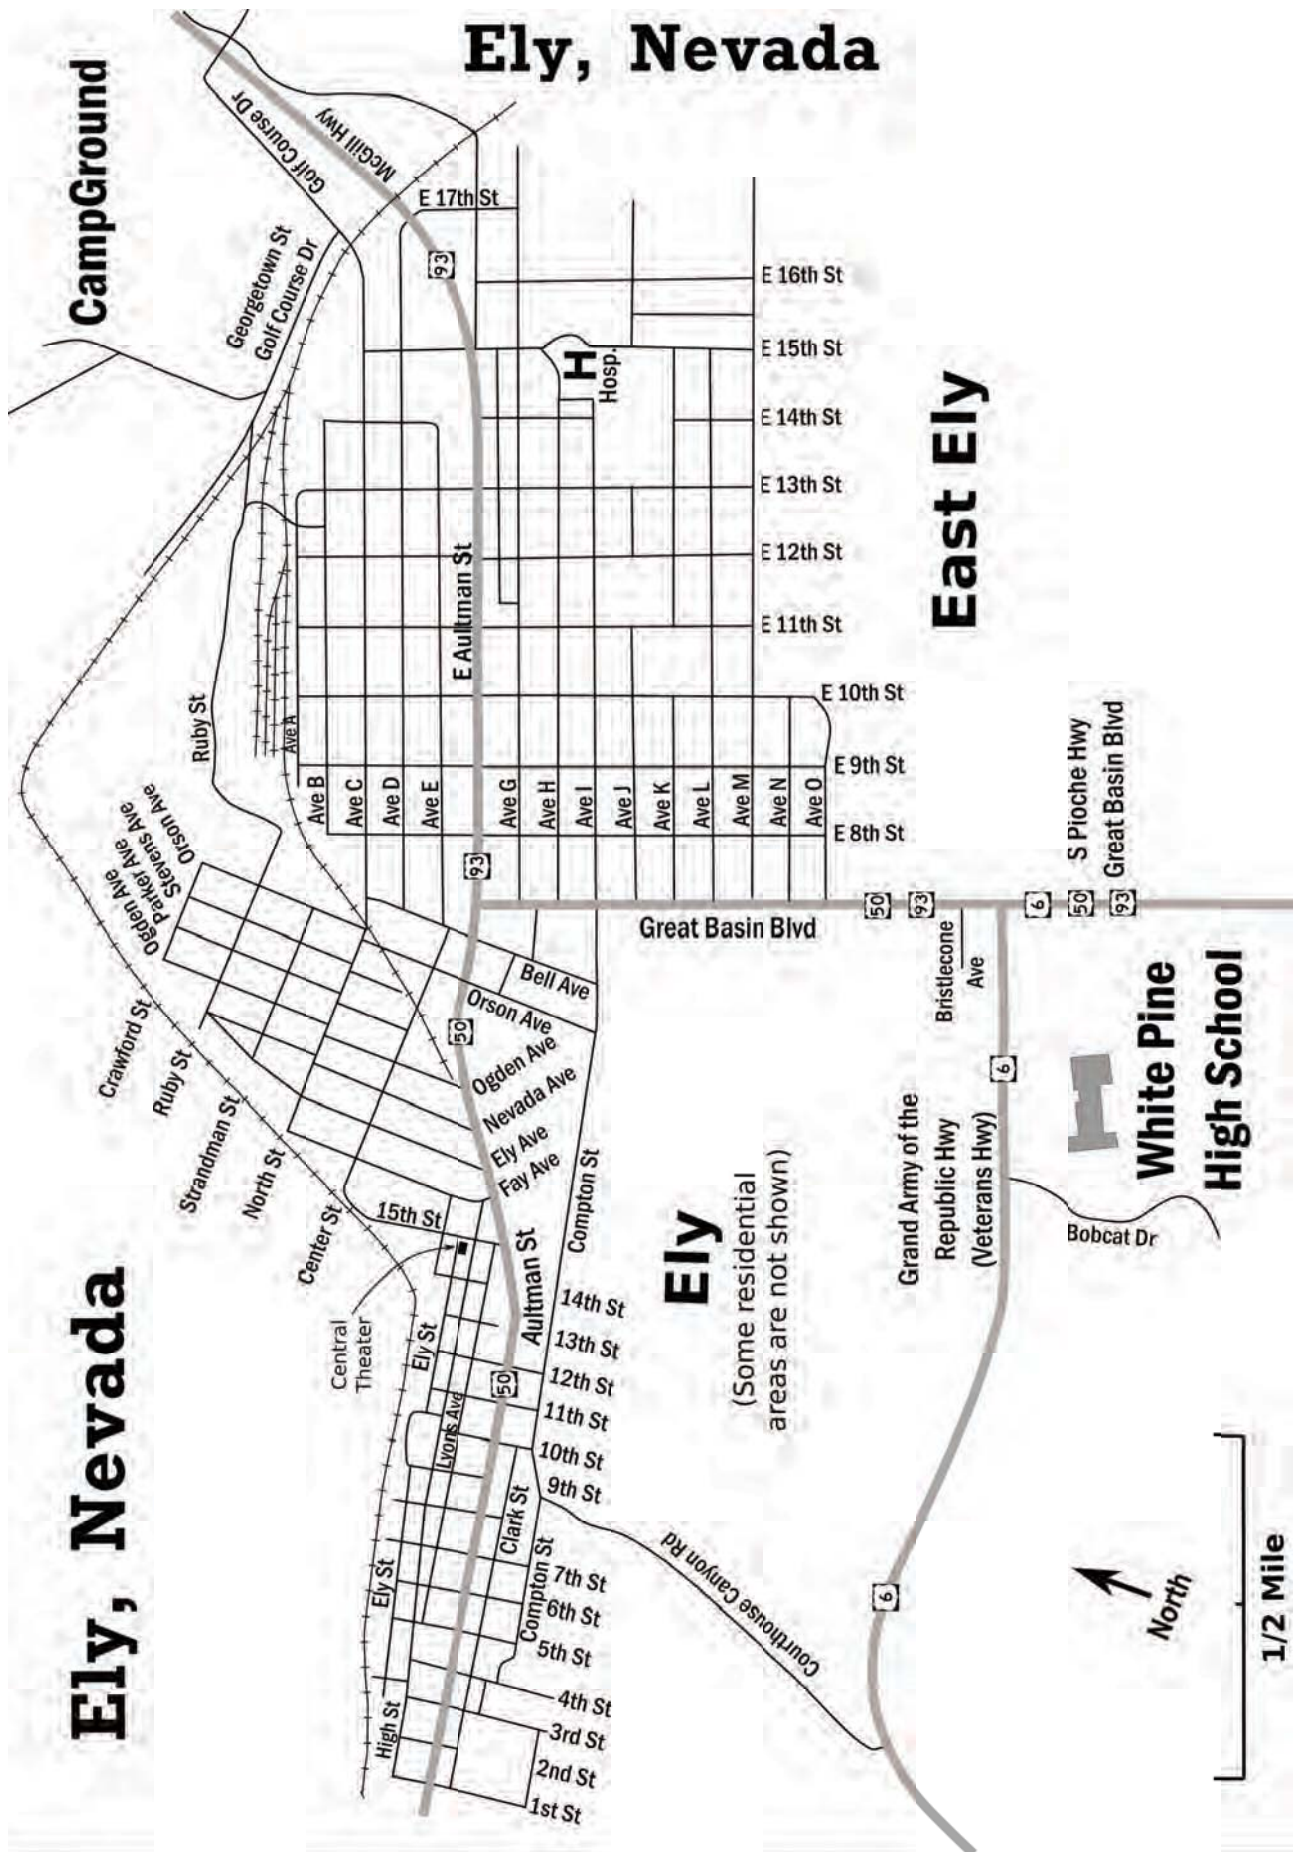 Ely, Nevada
CampGround
Golf Course Dr
McGill Hwy
E 17th St
Georgetown St
Golf Course Dr
93
E 16th St
E 15th St
H
Hosp.
E 14th St
E 13th St
E 12th St
E 11th St
E 10th St
E 9th St
E 8th St
East Ely
E Aultman St
Ruby St
Ave A
Ave B
Ave C
Ave D
Ave E
Ave G
Ave H
Ave I
Ave J
Ave K
Ave L
Ave M
Ave N
Ave O
Orson Ave
Stevens Ave
Parker Ave
Ogden Ave
93
S Pioche Hwy
Great Basin Blvd
50
93
6
50
93
Great Basin Blvd
Bristlecone
Ave
Bell Ave
Orson Ave
50
Ogden Ave
Nevada Ave
Ely Ave
Fay Ave
Crawford St
Ruby St
Strandman St
North St
Center St
15th St
Compton St
Ely
(Some residential
areas are not shown)
Grand Army of the
Republic Hwy
(Veterans Hwy)
6
White Pine
High School
Bobcat Dr
Ely, Nevada
Central
Theater
Ely St
Aultman St
14th St
13th St
12th St
11th St
10th St
9th St
50
Lyons Ave
Clark St
Compton St
7th St
6th St
5th St
4th St
3rd St
2nd St
1st St
Ely St
High St
Courthouse Canyon Rd
6
North
1/2 Mile